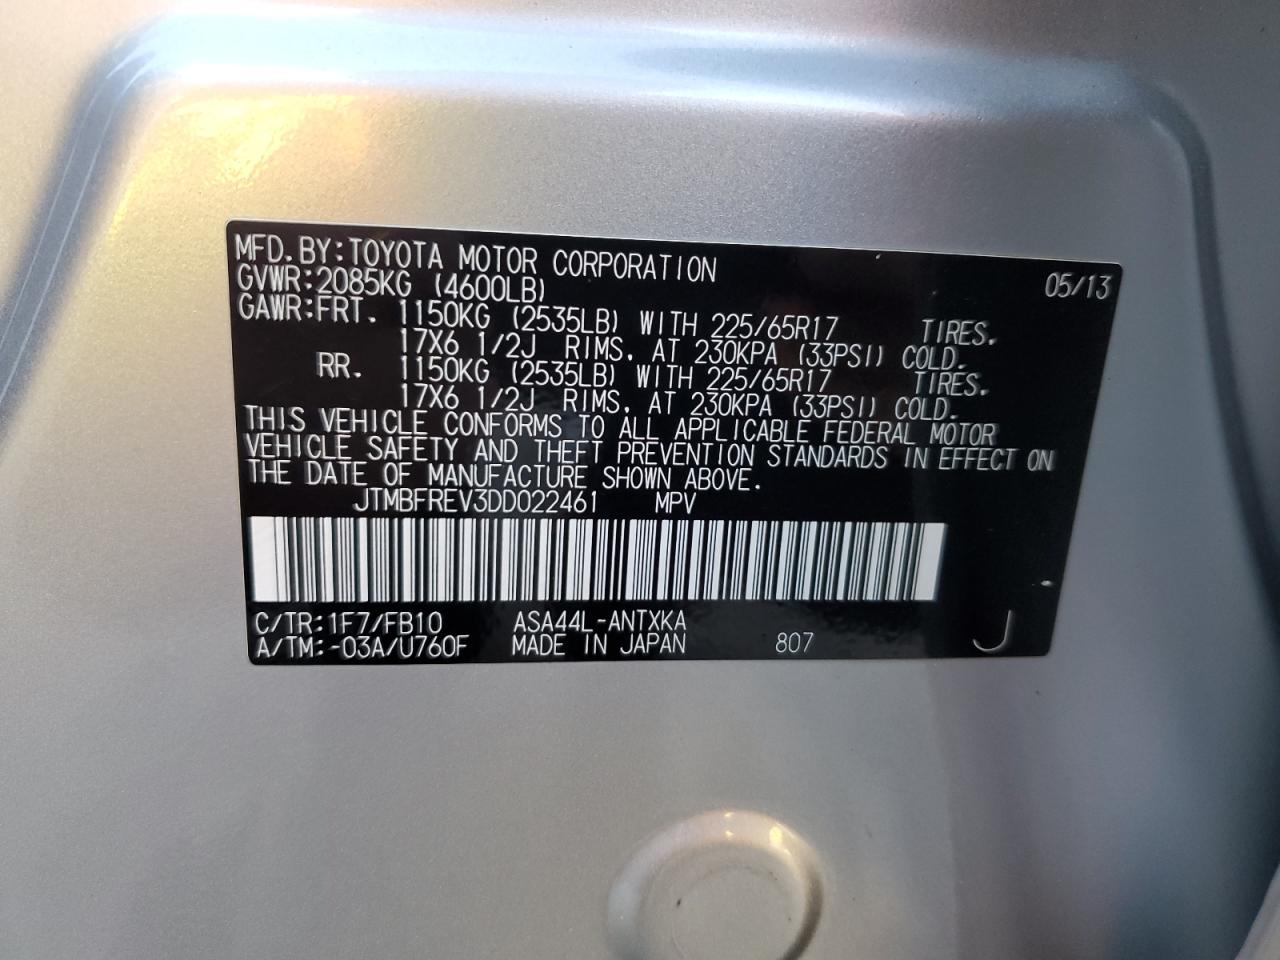 MFD.BY:TOYOTA MOTOR CORPORATION 05/13
GVWR:2085KG (4600LB)
GAWR:FRT. 1150KG (2535LB) WITH 225/65R17 TIRES.
17X6 1/2J RIMS, AT 230KPA (33PSI) COLD.
RR. 1150KG (2535LB) WITH 225/65R17 TIRES.
17X6 1/2J RIMS, AT 230KPA (33PSI) COLD.
THIS VEHICLE CONFORMS TO ALL APPLICABLE FEDERAL MOTOR
VEHICLE SAFETY AND THEFT PREVENTION STANDARDS IN EFFECT ON
THE DATE OF MANUFACTURE SHOWN ABOVE.
JTMBFREV3DD022461 MPV
C/TR:1F7/FB10 ASA44L-ANTXKA
A/TM:-03A/U760F MADE IN JAPAN 807 J